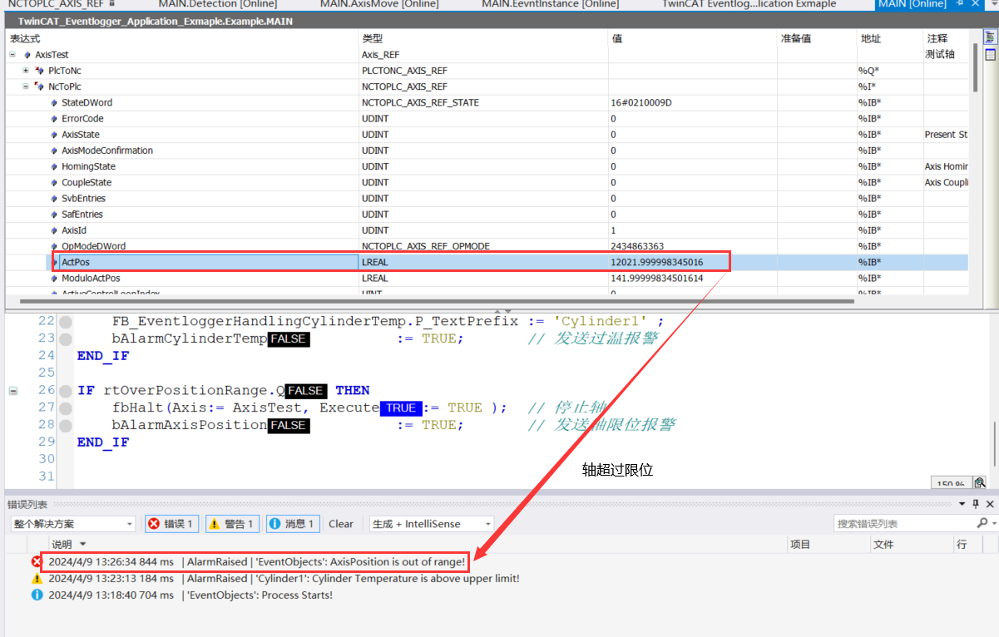 NCTOPLC_AXIS_REF MAIN.Detection [Online] MAIN.AxisMove [Online] MAIN.EevntInstance [Online] TwinCAT Eventlog...lication Exmaple MAIN [Online]
TwinCAT_Eventlogger_Application_Exmaple.Example.MAIN
表达式 类型 值 准备值 地址 注释
AxisTest Axis_REF 测试轴
PlcToNc PLCTONC_AXIS_REF %Q*
NcToPlc NCTOPLC_AXIS_REF %I*
StateDWord NCTOPLC_AXIS_REF_STATE 16#0210009D %IB*
ErrorCode UDINT 0 %IB*
AxisState UDINT 0 %IB* Present St
AxisModeConfirmation UDINT 0 %IB*
HomingState UDINT 0 %IB* Axis Homir
CoupleState UDINT 0 %IB* Axis Coupli
SvbEntries UDINT 0 %IB*
SafEntries UDINT 0 %IB*
AxisId UDINT 1 %IB*
OpModeDWord NCTOPLC_AXIS_REF_OPMODE 2434863363 %IB*
ActPos LREAL 12021.999998345016 %IB*
ModuloActPos LREAL 141.99999834501614 %IB*
ActiveControlLoopIndex UINT 0 %IB*
22 FB_EventloggerHandlingCylinderTemp.P_TextPrefix := 'Cylinder1' ;
23 bAlarmCylinderTemp FALSE := TRUE; // 发送过温报警
24 END_IF
25
26 IF rtOverPositionRange.Q FALSE THEN
27 fbHalt(Axis:= AxisTest, Execute TRUE := TRUE ); // 停止轴
28 bAlarmAxisPosition FALSE := TRUE; // 发送轴限位报警
29 END_IF
30
31
轴超过限位
150 %
错误列表
整个解决方案 错误 1 警告 1 消息 1 Clear 生成 + IntelliSense 搜索错误列表
说明 项目 文件 行
2024/4/9 13:26:34 844 ms | AlarmRaised | 'EventObjects': AxisPosition is out of range!
2024/4/9 13:23:13 184 ms | AlarmRaised | 'Cylinder1': Cylinder Temperature is above upper limit!
2024/4/9 13:18:40 704 ms | 'EventObjects': Process Starts!